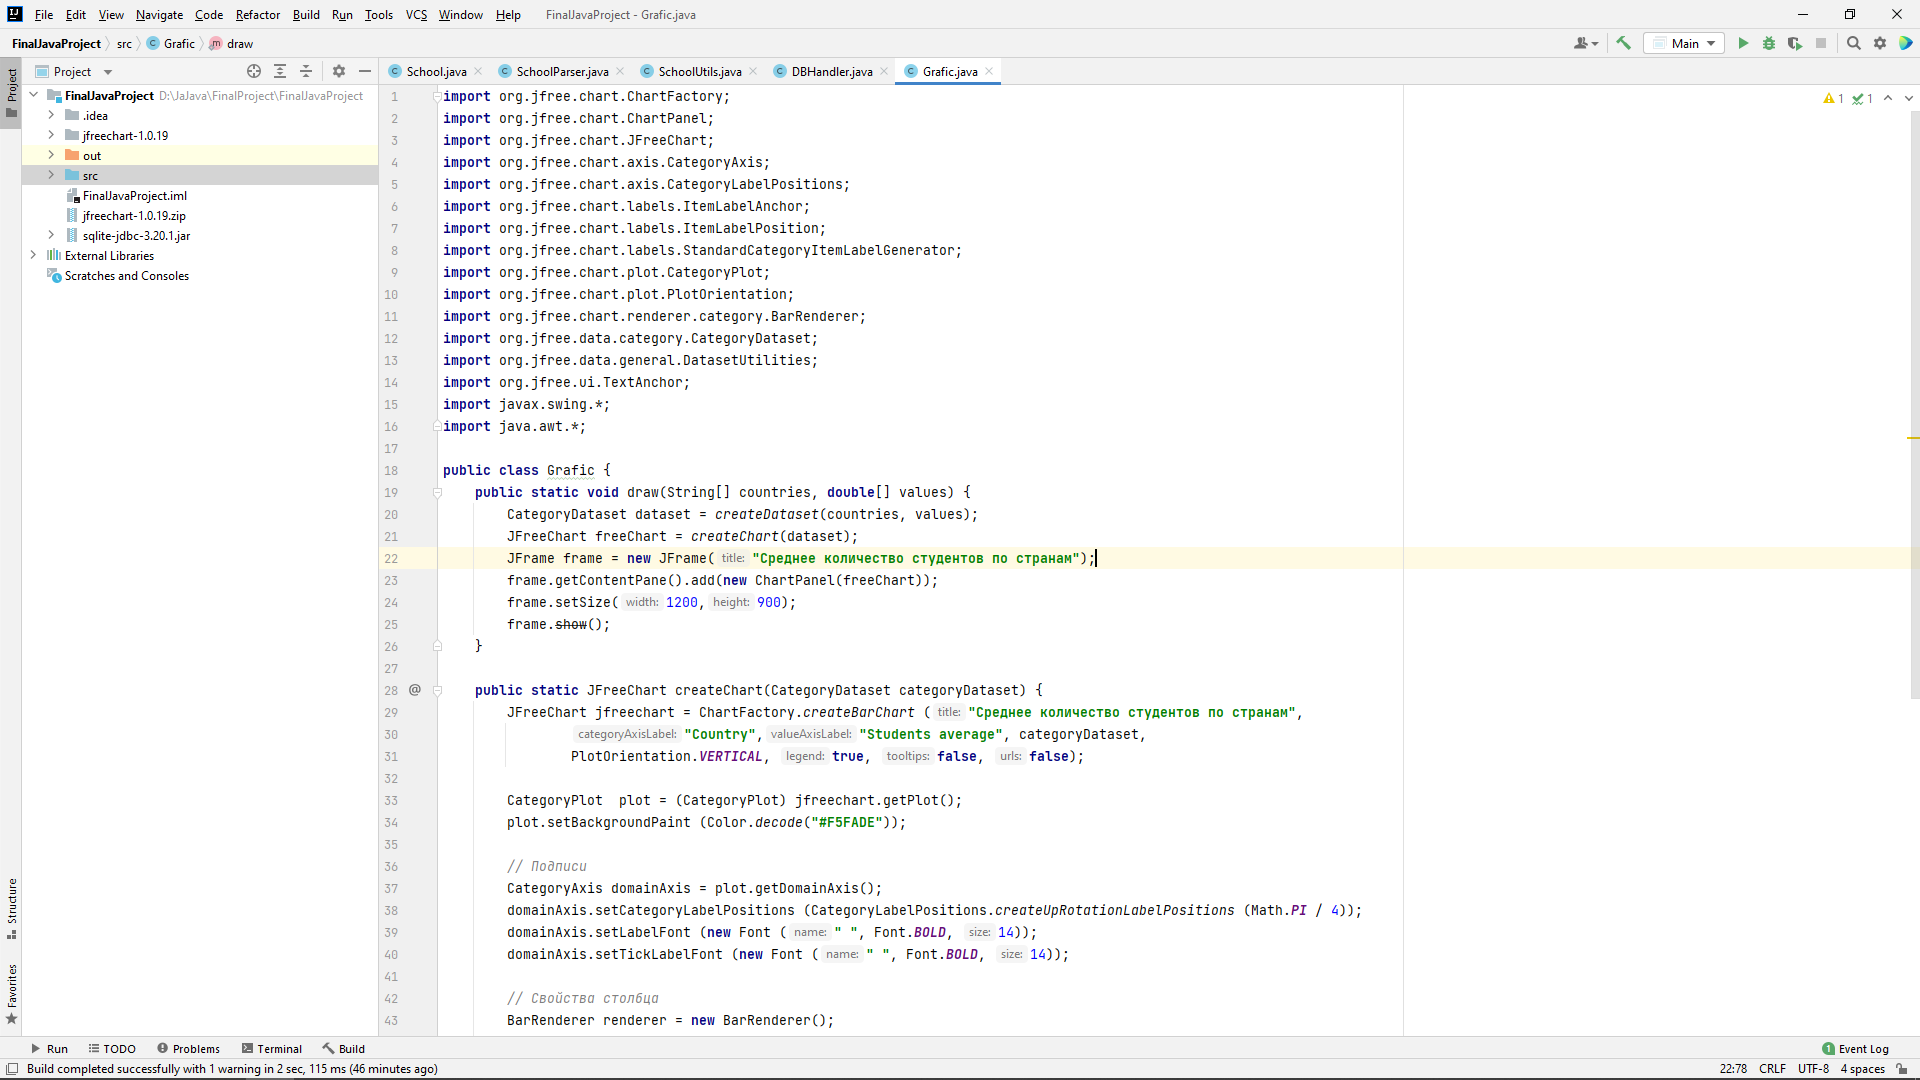 File Edit View Navigate Code Refactor Build Run Tools VCS Window Help FinalJavaProject - Grafic.java
FinalJavaProject src Grafic draw Main
Project
Project
FinalJavaProject D:\JaJava\FinalProject\FinalJavaProject
.idea
jfreechart-1.0.19
out
src
FinalJavaProject.iml
jfreechart-1.0.19.zip
sqlite-jdbc-3.20.1.jar
External Libraries
Scratches and Consoles
Structure
Favorites
School.java SchoolParser.java SchoolUtils.java DBHandler.java Grafic.java
1 1
1 import org.jfree.chart.ChartFactory;
2 import org.jfree.chart.ChartPanel;
3 import org.jfree.chart.JFreeChart;
4 import org.jfree.chart.axis.CategoryAxis;
5 import org.jfree.chart.axis.CategoryLabelPositions;
6 import org.jfree.chart.labels.ItemLabelAnchor;
7 import org.jfree.chart.labels.ItemLabelPosition;
8 import org.jfree.chart.labels.StandardCategoryItemLabelGenerator;
9 import org.jfree.chart.plot.CategoryPlot;
10 import org.jfree.chart.plot.PlotOrientation;
11 import org.jfree.chart.renderer.category.BarRenderer;
12 import org.jfree.data.category.CategoryDataset;
13 import org.jfree.data.general.DatasetUtilities;
14 import org.jfree.ui.TextAnchor;
15 import javax.swing.*;
16 import java.awt.*;
17
18 public class Grafic {
19 public static void draw(String[] countries, double[] values) {
20 CategoryDataset dataset = createDataset(countries, values);
21 JFreeChart freeChart = createChart(dataset);
22 JFrame frame = new JFrame( title: "Среднее количество студентов по странам");
23 frame.getContentPane().add(new ChartPanel(freeChart));
24 frame.setSize( width: 1200, height: 900);
25 frame.show();
26 }
27
28 @ public static JFreeChart createChart(CategoryDataset categoryDataset) {
29 JFreeChart jfreechart = ChartFactory.createBarChart ( title: "Среднее количество студентов по странам",
30 categoryAxisLabel: "Country", valueAxisLabel: "Students average", categoryDataset,
31 PlotOrientation.VERTICAL, legend: true, tooltips: false, urls: false);
32
33 CategoryPlot  plot = (CategoryPlot) jfreechart.getPlot();
34 plot.setBackgroundPaint (Color.decode("#F5FADE"));
35
36 // Подписи
37 CategoryAxis domainAxis = plot.getDomainAxis();
38 domainAxis.setCategoryLabelPositions (CategoryLabelPositions.createUpRotationLabelPositions (Math.PI / 4));
39 domainAxis.setLabelFont (new Font ( name: " ", Font.BOLD, size: 14));
40 domainAxis.setTickLabelFont (new Font ( name: " ", Font.BOLD, size: 14));
41
42 // Свойства столбца
43 BarRenderer renderer = new BarRenderer();
Run TODO Problems Terminal Build 1 Event Log
Build completed successfully with 1 warning in 2 sec, 115 ms (46 minutes ago) 22:78 CRLF UTF-8 4 spaces